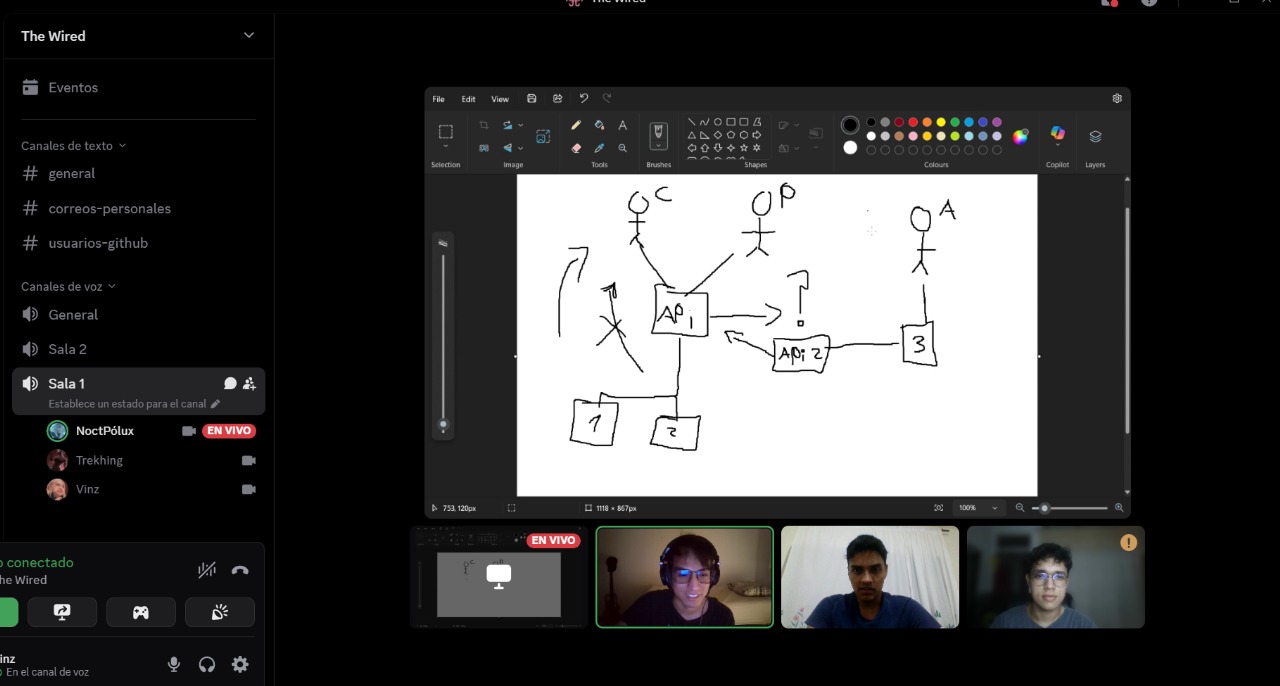 The Wired
The Wired
Eventos
Canales de texto
general
correos-personales
usuarios-github
Canales de voz
General
Sala 2
Sala 1
Establece un estado para el canal
NoctPólux
EN VIVO
Trekhing
Vinz
o conectado
he Wired
inz
En el canal de voz
File Edit View
Selection Image Tools Brushes Shapes Colours Copilot Layers
A
C
P
A
API
?
Api 2
3
1
2
753, 120px
1118 × 867px
100%
EN VIVO